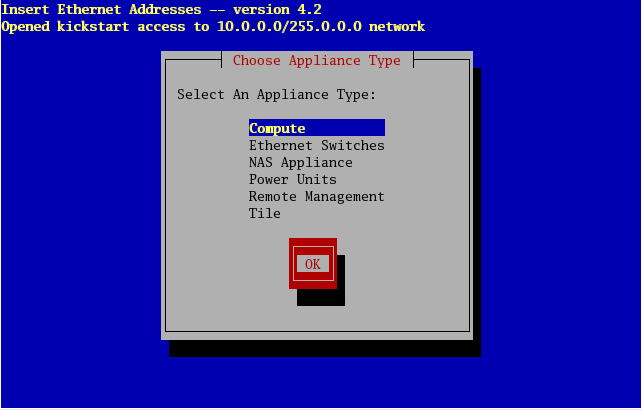 Insert Ethernet Addresses -- version 4.2
Opened kickstart access to 10.0.0.0/255.0.0.0 network
Choose Appliance Type
Select An Appliance Type:
Compute
Ethernet Switches
NAS Appliance
Power Units
Remote Management
Tile
OK